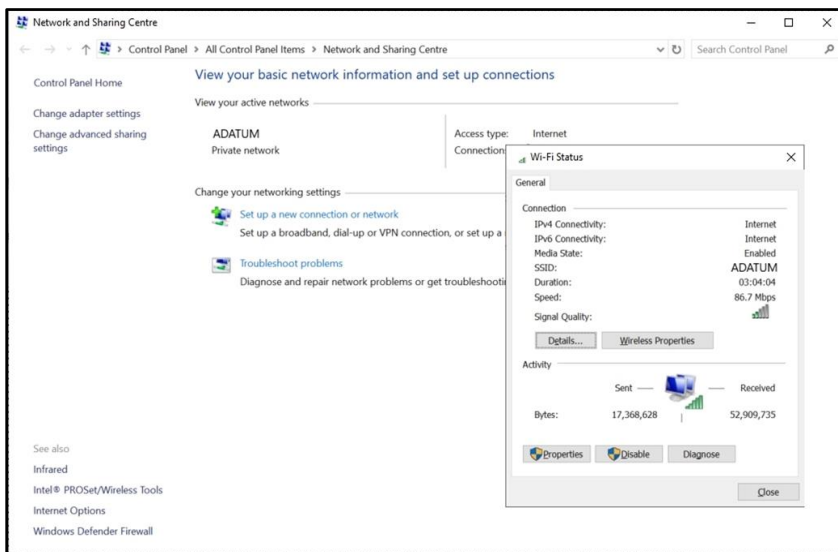 Network and Sharing Centre
Control Panel > All Control Panel Items > Network and Sharing Centre
Search Control Panel
Control Panel Home
Change adapter settings
Change advanced sharing
settings
View your basic network information and set up connections
View your active networks
ADATUM
Private network
Access type: Internet
Connection
Change your networking settings
Set up a new connection or network
Set up a broadband, dial-up or VPN connection, or set up a
Troubleshoot problems
Diagnose and repair network problems or get troubleshooti
See also
Infrared
Intel® PROSet/Wireless Tools
Internet Options
Windows Defender Firewall
Wi-Fi Status
General
Connection
IPv4 Connectivity: Internet
IPv6 Connectivity: Internet
Media State: Enabled
SSID: ADATUM
Duration: 03:04:04
Speed: 86.7 Mbps
Signal Quality:
Details... Wireless Properties
Activity
Sent — Received
Bytes: 17,368,628 | 52,909,735
Properties Disable Diagnose
Close